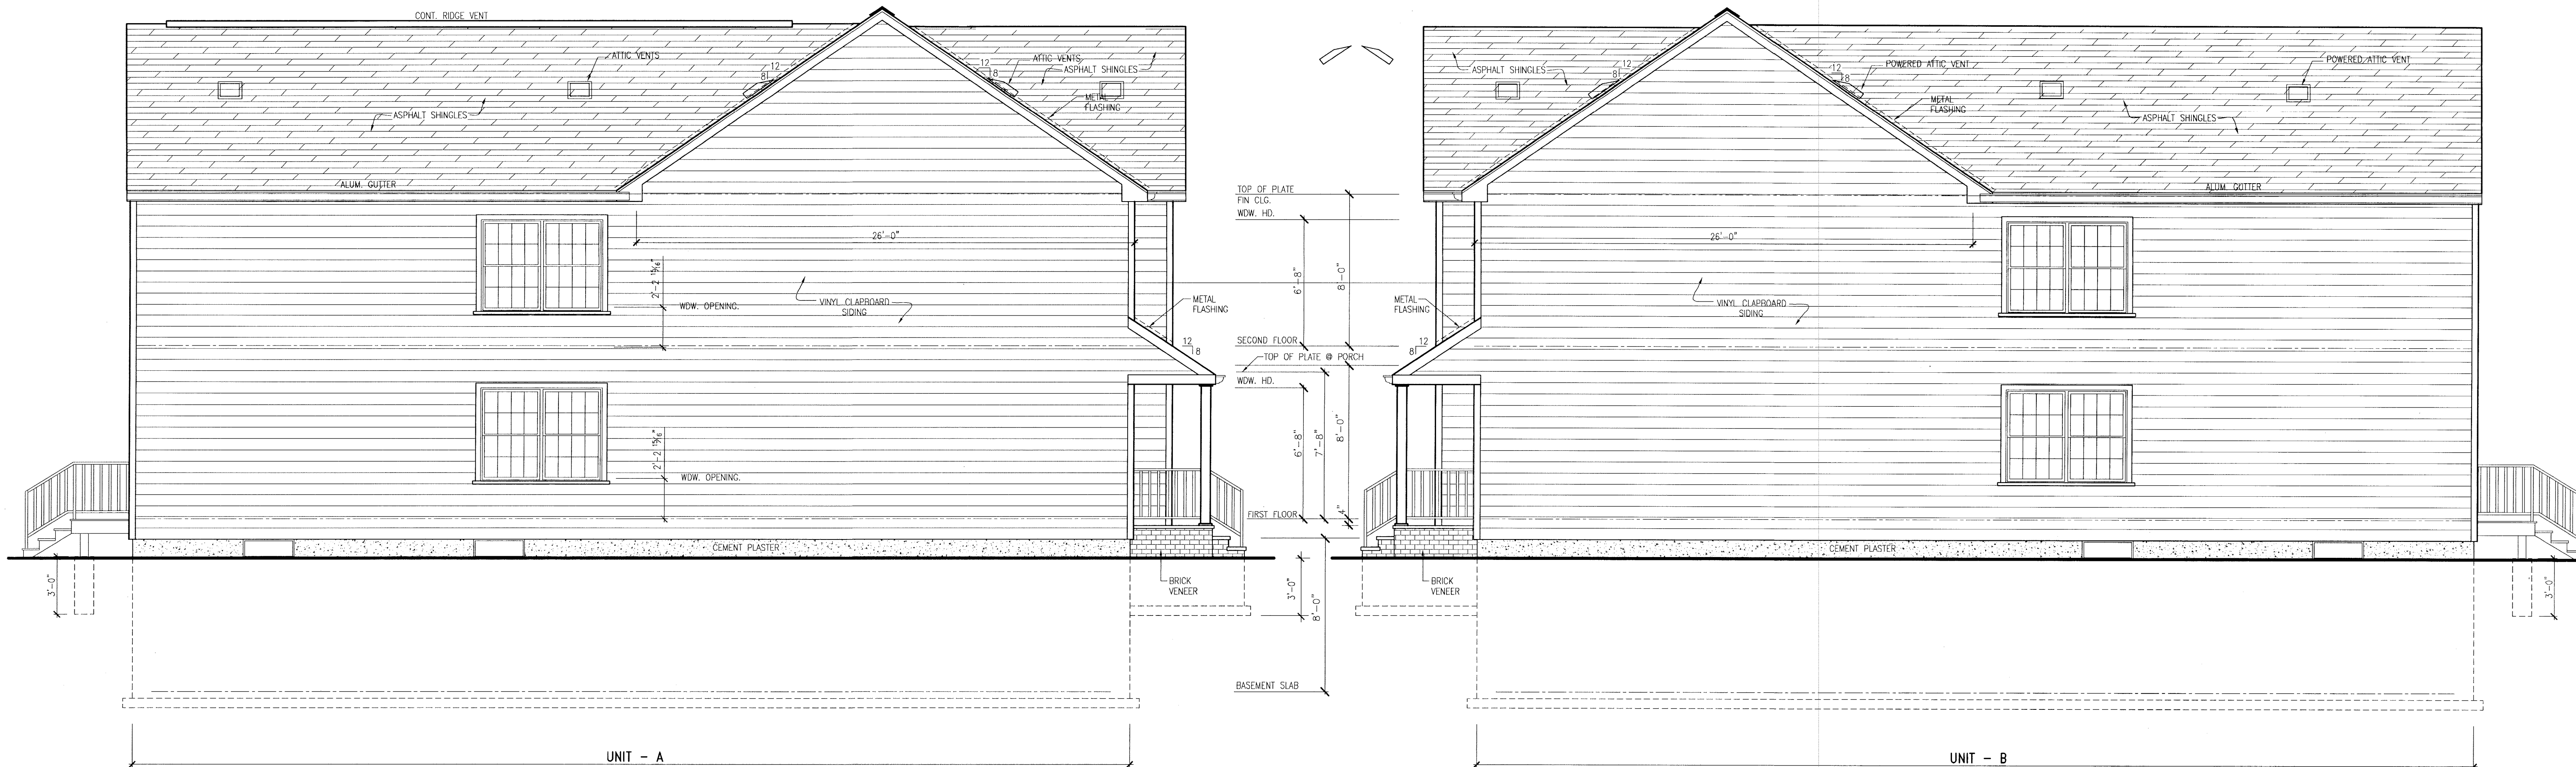 CONT. RIDGE VENT
ATTIC VENTS
12
8
ASPHALT SHINGLES
ALUM. GUTTER
12
8
ATTIC VENTS
ASPHALT SHINGLES
METAL
FLASHING
26'-0"
2'-2 15/16"
WDW. OPENING.
VINYL CLAPBOARD
SIDING
METAL
FLASHING
12
8
2'-2 15/16"
WDW. OPENING.
CEMENT PLASTER
BRICK
VENEER
3'-0"
UNIT - A
TOP OF PLATE
FIN CLG.
WDW. HD.
6'-8"
8'-0"
SECOND FLOOR
TOP OF PLATE @ PORCH
WDW. HD.
6'-8"
7'-8"
8'-0"
FIRST FLOOR
4"
3'-0"
8'-0"
BASEMENT SLAB
ASPHALT SHINGLES
12
8
12
8
POWERED ATTIC VENT
METAL
FLASHING
POWERED ATTIC VENT
ASPHALT SHINGLES
ALUM. GUTTER
26'-0"
METAL
FLASHING
VINYL CLAPBOARD
SIDING
12
8
CEMENT PLASTER
BRICK
VENEER
3'-0"
UNIT - B